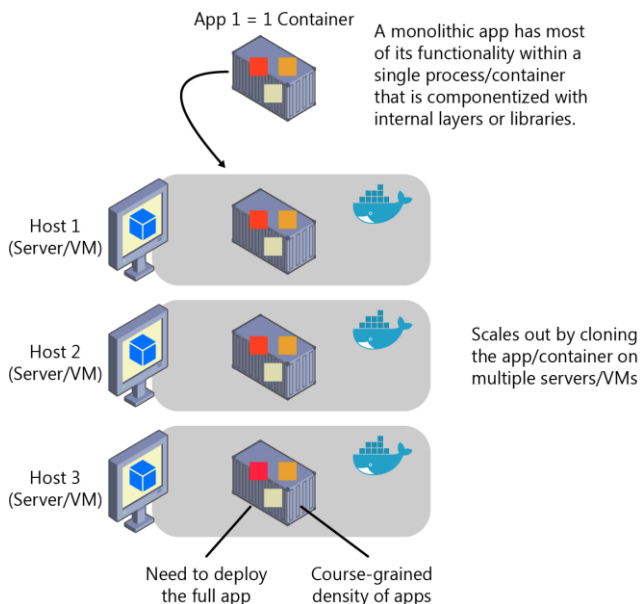 App 1 = 1 Container
A monolithic app has most
of its functionality within a
single process/container
that is componentized with
internal layers or libraries.
Host 1
(Server/VM)
Host 2
(Server/VM)
Scales out by cloning
the app/container on
multiple servers/VMs
Host 3
(Server/VM)
Need to deploy
the full app
Course-grained
density of apps